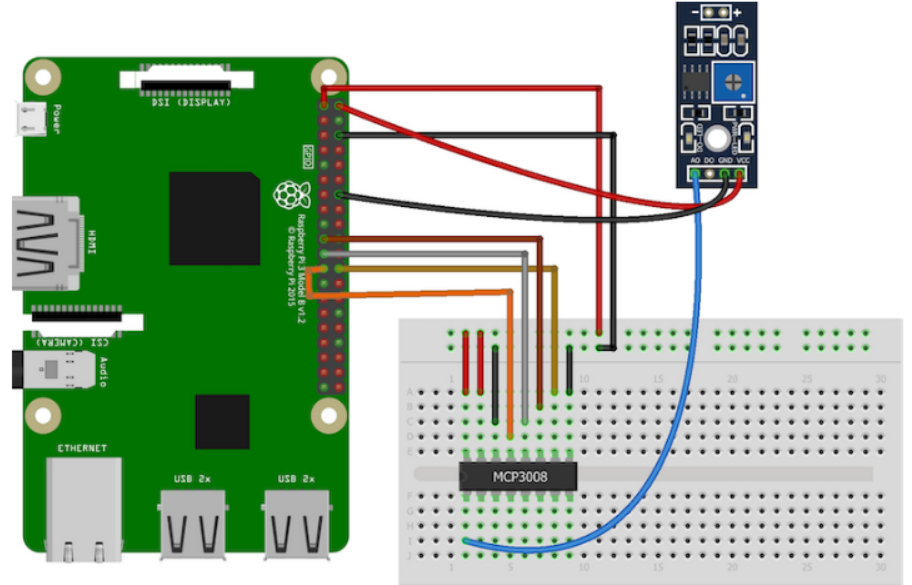 DSI (DISPLAY)
Power
GPIO
HDMI
Raspberry Pi 3 Model B v1.2
© Raspberry Pi 2015
CSI (CAMERA)
Audio
ETHERNET
USB 2x
USB 2x
- +
PWR-LED
AO DO GND VCC
1 5 10 15 20 25 30
A
B
C
D
E
MCP3008
F
G
H
I
J
1 5 10 15 20 25 30